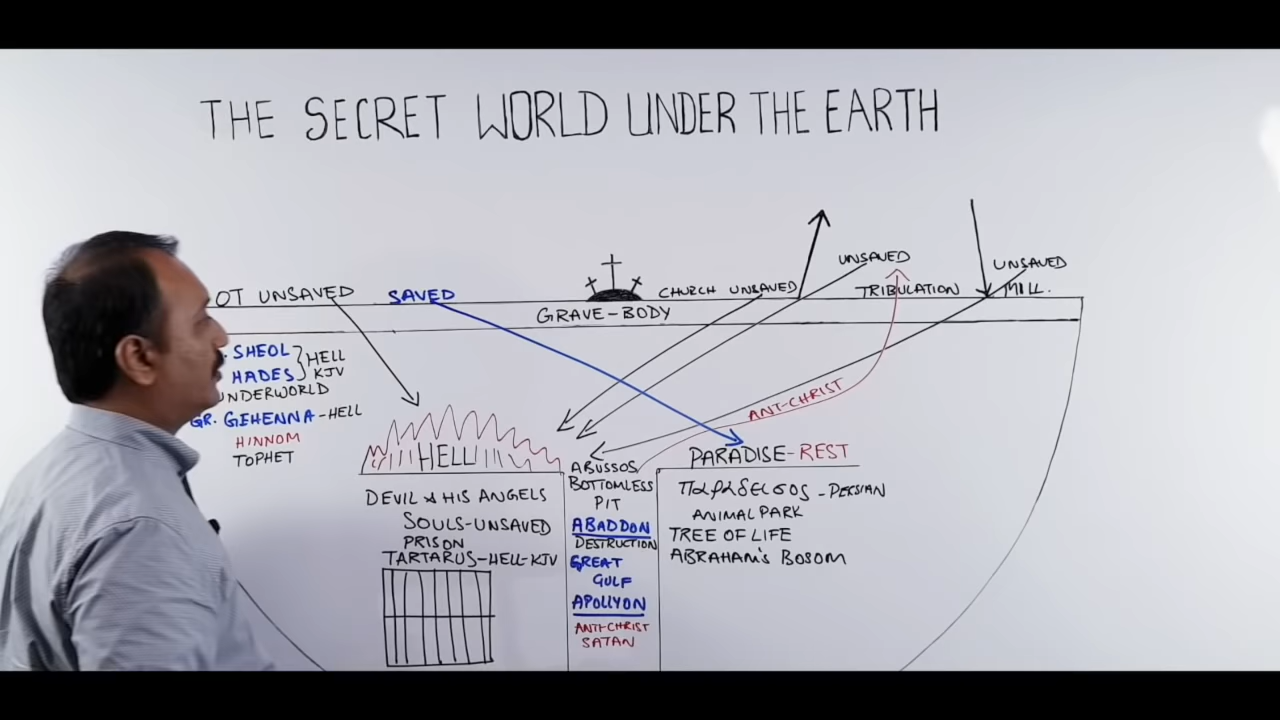 THE SECRET WORLD UNDER THE EARTH
OT UNSAVED
SAVED
CHURCH UNSAVED
UNSAVED
TRIBULATION
UNSAVED
MILL.
GRAVE-BODY
SHEOL
HADES
HELL
KJV
UNDERWORLD
GR. GEHENNA-HELL
HINNOM
TOPHET
ANTI-CHRIST
HELL
DEVIL & HIS ANGELS
SOULS-UNSAVED
PRISON
TARTARUS-HELL-KJV
ABUSSOS
BOTTOMLESS
PIT
ABADDON
DESTRUCTION
GREAT
GULF
APOLLYON
ANTI-CHRIST
SATAN
PARADISE-REST
παραδεισος -PERSIAN
ANIMAL PARK
TREE OF LIFE
ABRAHAM'S BOSOM